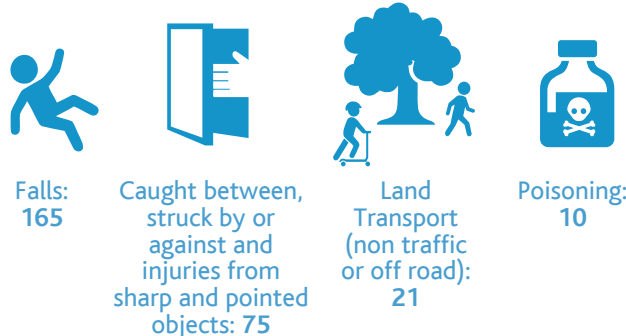 Falls:
165
Caught between,
struck by or
against and
injuries from
sharp and pointed
objects: 75
Land
Transport
(non traffic
or off road):
21
Poisoning:
10